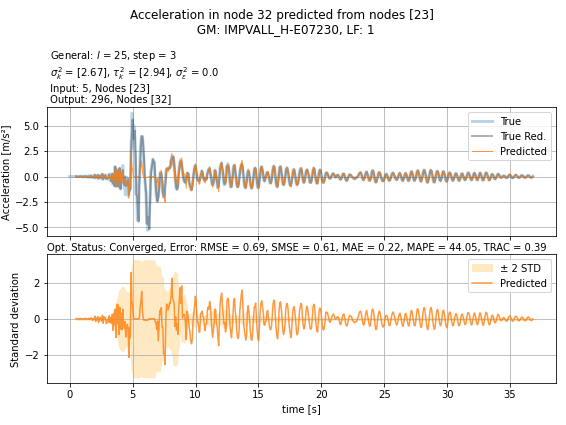 Acceleration in node 32 predicted from nodes [23]
GM: IMPVALL_H-E07230, LF: 1
General: l = 25, step = 3
σ²ₖ = [2.67], τ²ₖ = [2.94], σ²ε = 0.0
Input: 5, Nodes [23]
Output: 296, Nodes [32]
Acceleration [m/s²]
5.0
2.5
0.0
−2.5
−5.0
True
True Red.
Predicted
Opt. Status: Converged, Error: RMSE = 0.69, SMSE = 0.61, MAE = 0.22, MAPE = 44.05, TRAC = 0.39
Standard deviation
2
0
−2
± 2 STD
Predicted
0 5 10 15 20 25 30 35
time [s]